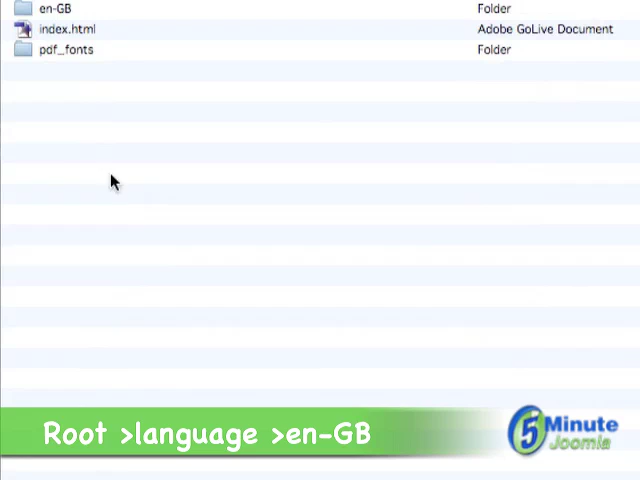 en-GB Folder
index.html Adobe GoLive Document
pdf_fonts Folder
Root >language >en-GB
5 Minute
Joomla